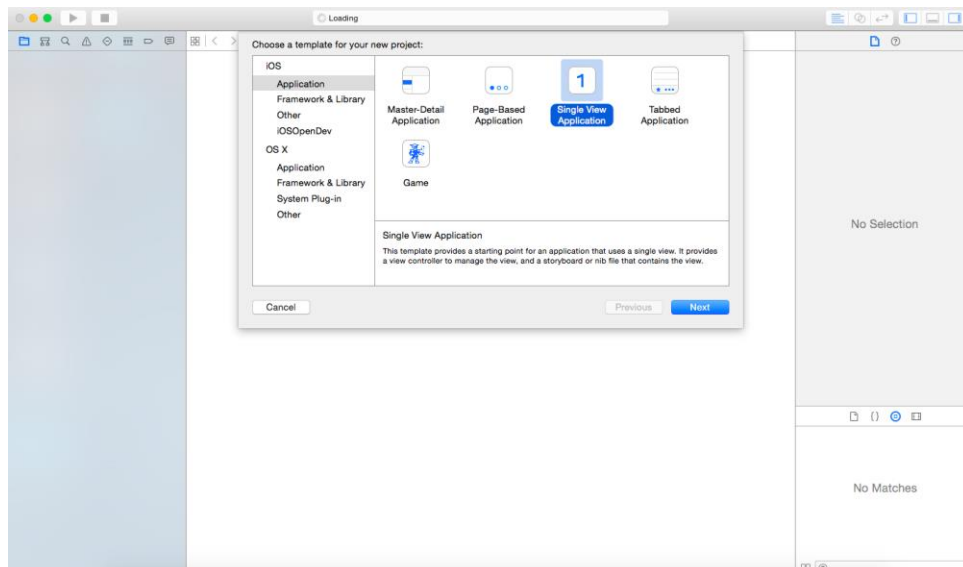 Loading
Choose a template for your new project:
iOS
Application
Framework & Library
Other
iOSOpenDev
OS X
Application
Framework & Library
System Plug-in
Other
Master-Detail
Application
Page-Based
Application
1
Single View
Application
Tabbed
Application
Game
Single View Application
This template provides a starting point for an application that uses a single view. It provides
a view controller to manage the view, and a storyboard or nib file that contains the view.
Cancel
Previous
Next
No Selection
{}
No Matches